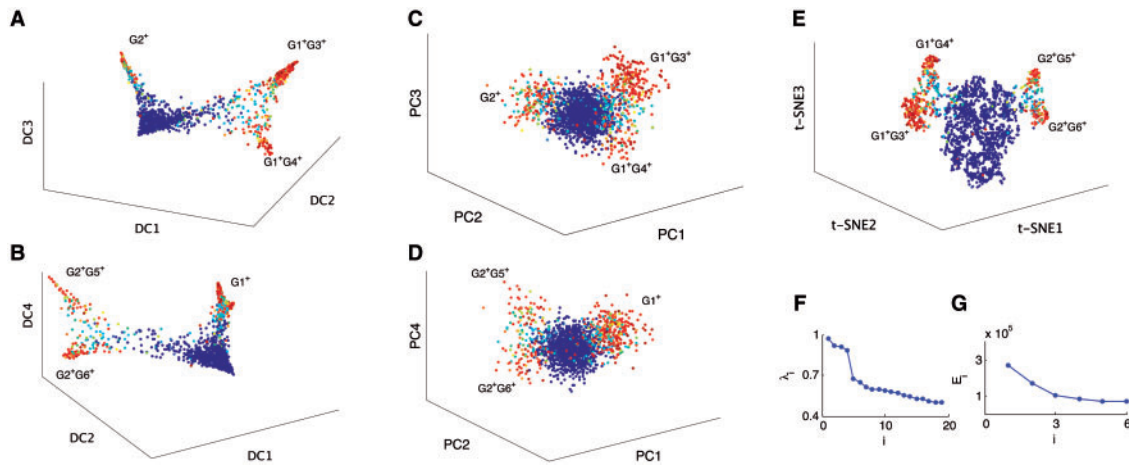 A
G2⁺
G1⁺G3⁺
G1⁺G4⁺
DC3
DC1
DC2
B
G2⁺G5⁺
G1⁺
G2⁺G6⁺
DC4
DC2
DC1
C
G1⁺G3⁺
G2⁺
G1⁺G4⁺
PC3
PC2
PC1
D
G2⁺G5⁺
G1⁺
G2⁺G6⁺
PC4
PC2
PC1
E
G1⁺G4⁺
G2⁺G5⁺
G1⁺G3⁺
G2⁺G6⁺
t-SNE3
t-SNE2
t-SNE1
F
1
0.7
0.4
λi
0 10 20
i
G
x 10⁵
3
1
Ei
0 3 6
i